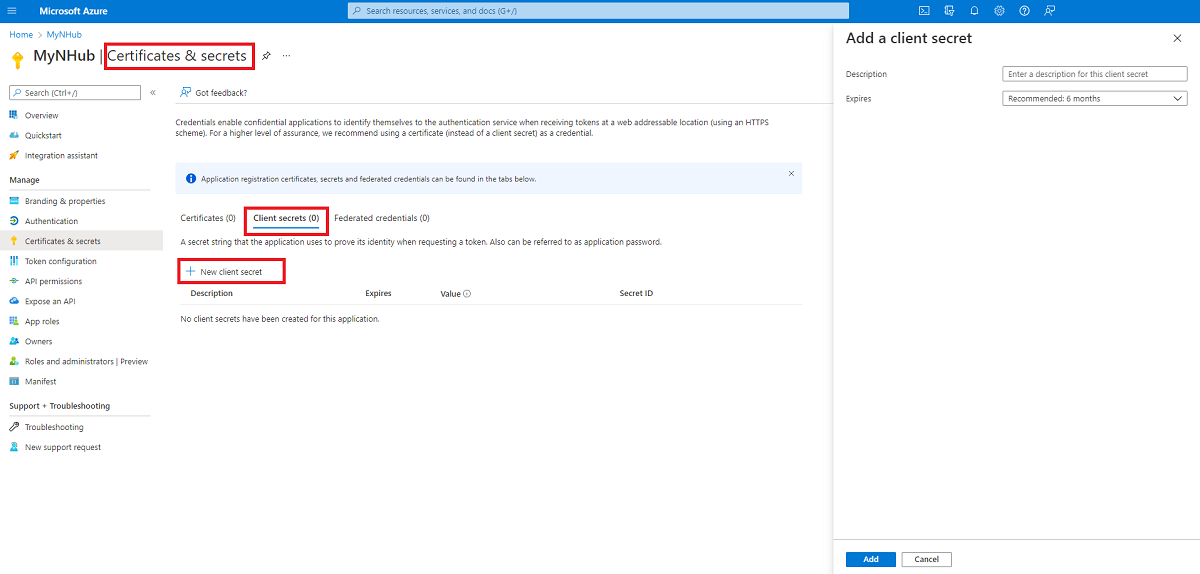 Microsoft Azure
Search resources, services, and docs (G+/)
Home > MyNHub
MyNHub | Certificates & secrets
Search (Ctrl+/)
Overview
Quickstart
Integration assistant
Manage
Branding & properties
Authentication
Certificates & secrets
Token configuration
API permissions
Expose an API
App roles
Owners
Roles and administrators | Preview
Manifest
Support + Troubleshooting
Troubleshooting
New support request
Got feedback?
Credentials enable confidential applications to identify themselves to the authentication service when receiving tokens at a web addressable location (using an HTTPS
scheme). For a higher level of assurance, we recommend using a certificate (instead of a client secret) as a credential.
Application registration certificates, secrets and federated credentials can be found in the tabs below.
Certificates (0) Client secrets (0) Federated credentials (0)
A secret string that the application uses to prove its identity when requesting a token. Also can be referred to as application password.
New client secret
Description Expires Value Secret ID
No client secrets have been created for this application.
Add a client secret
Description Enter a description for this client secret
Expires Recommended: 6 months
Add Cancel